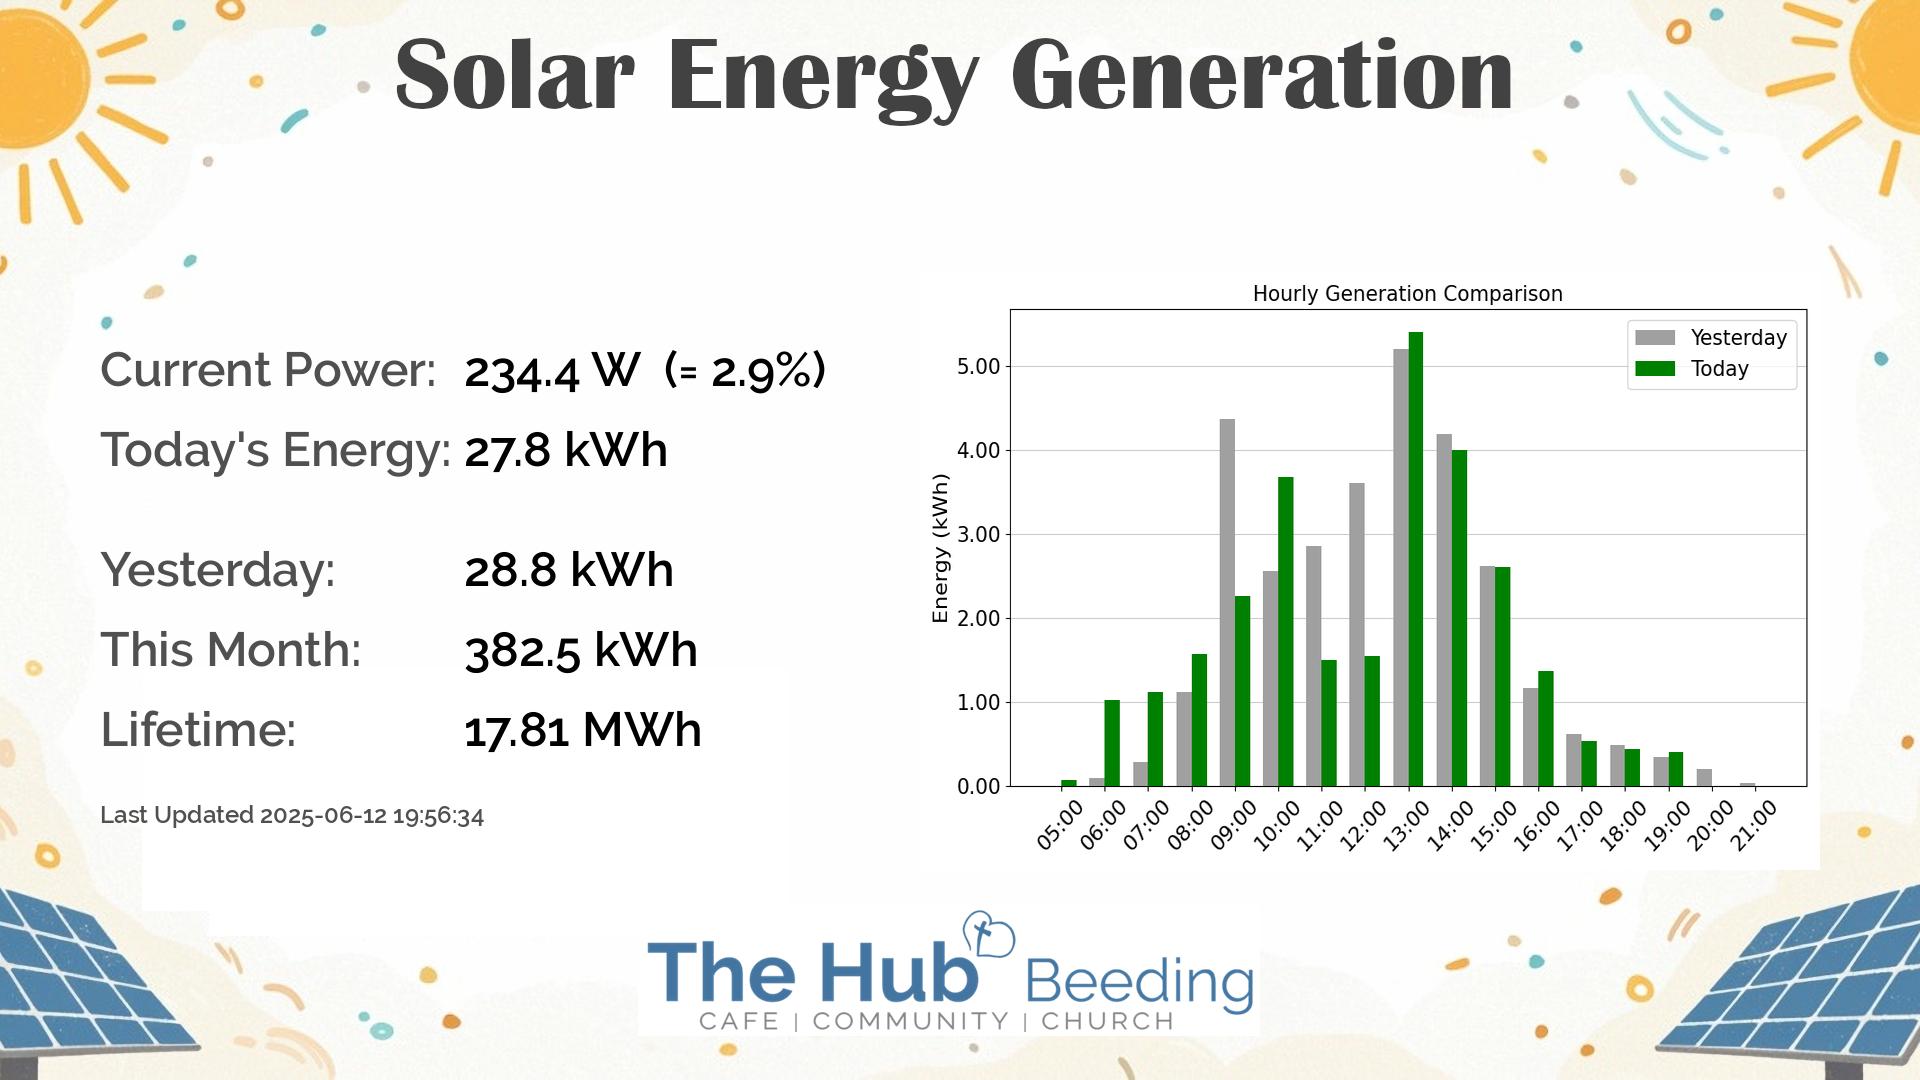 Solar Energy Generation
Current Power: 234.4 W (= 2.9%)
Today's Energy: 27.8 kWh
Yesterday: 28.8 kWh
This Month: 382.5 kWh
Lifetime: 17.81 MWh
Last Updated 2025-06-12 19:56:34
Hourly Generation Comparison
Yesterday
Today
Energy (kWh)
5.00
4.00
3.00
2.00
1.00
0.00
05:00 06:00 07:00 08:00 09:00 10:00 11:00 12:00 13:00 14:00 15:00 16:00 17:00 18:00 19:00 20:00 21:00
The Hub Beeding
CAFE | COMMUNITY | CHURCH